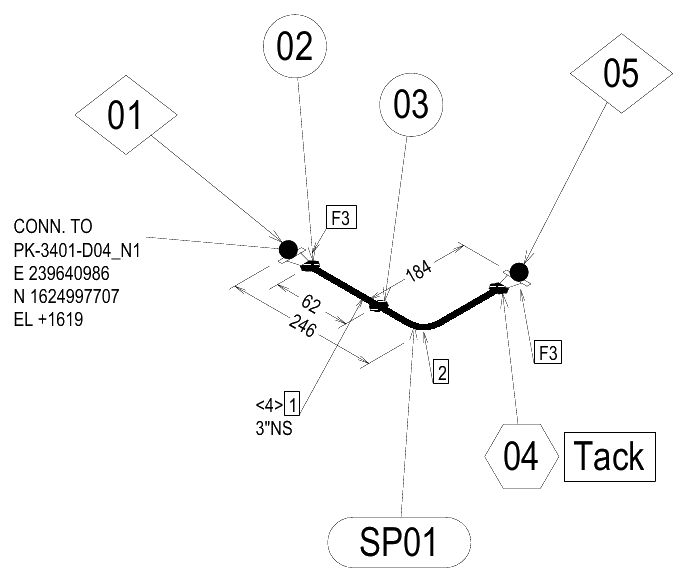 02
05
03
01
F3
CONN. TO
PK-3401-D04_N1
E 239640986
N 1624997707
EL +1619
184
62
246
F3
2
<4>1
3"NS
04
Tack
SP01